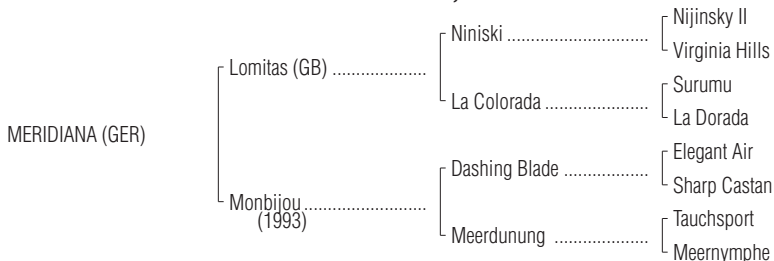 Nijinsky II
Niniski ..............................
Virginia Hills
Lomitas (GB) ....................
Surumu
La Colorada ......................
La Dorada
MERIDIANA (GER)
Elegant Air
Dashing Blade ..................
Sharp Castan
Monbijou ..........................
(1993)
Tauchsport
Meerdunung ....................
Meernymphe